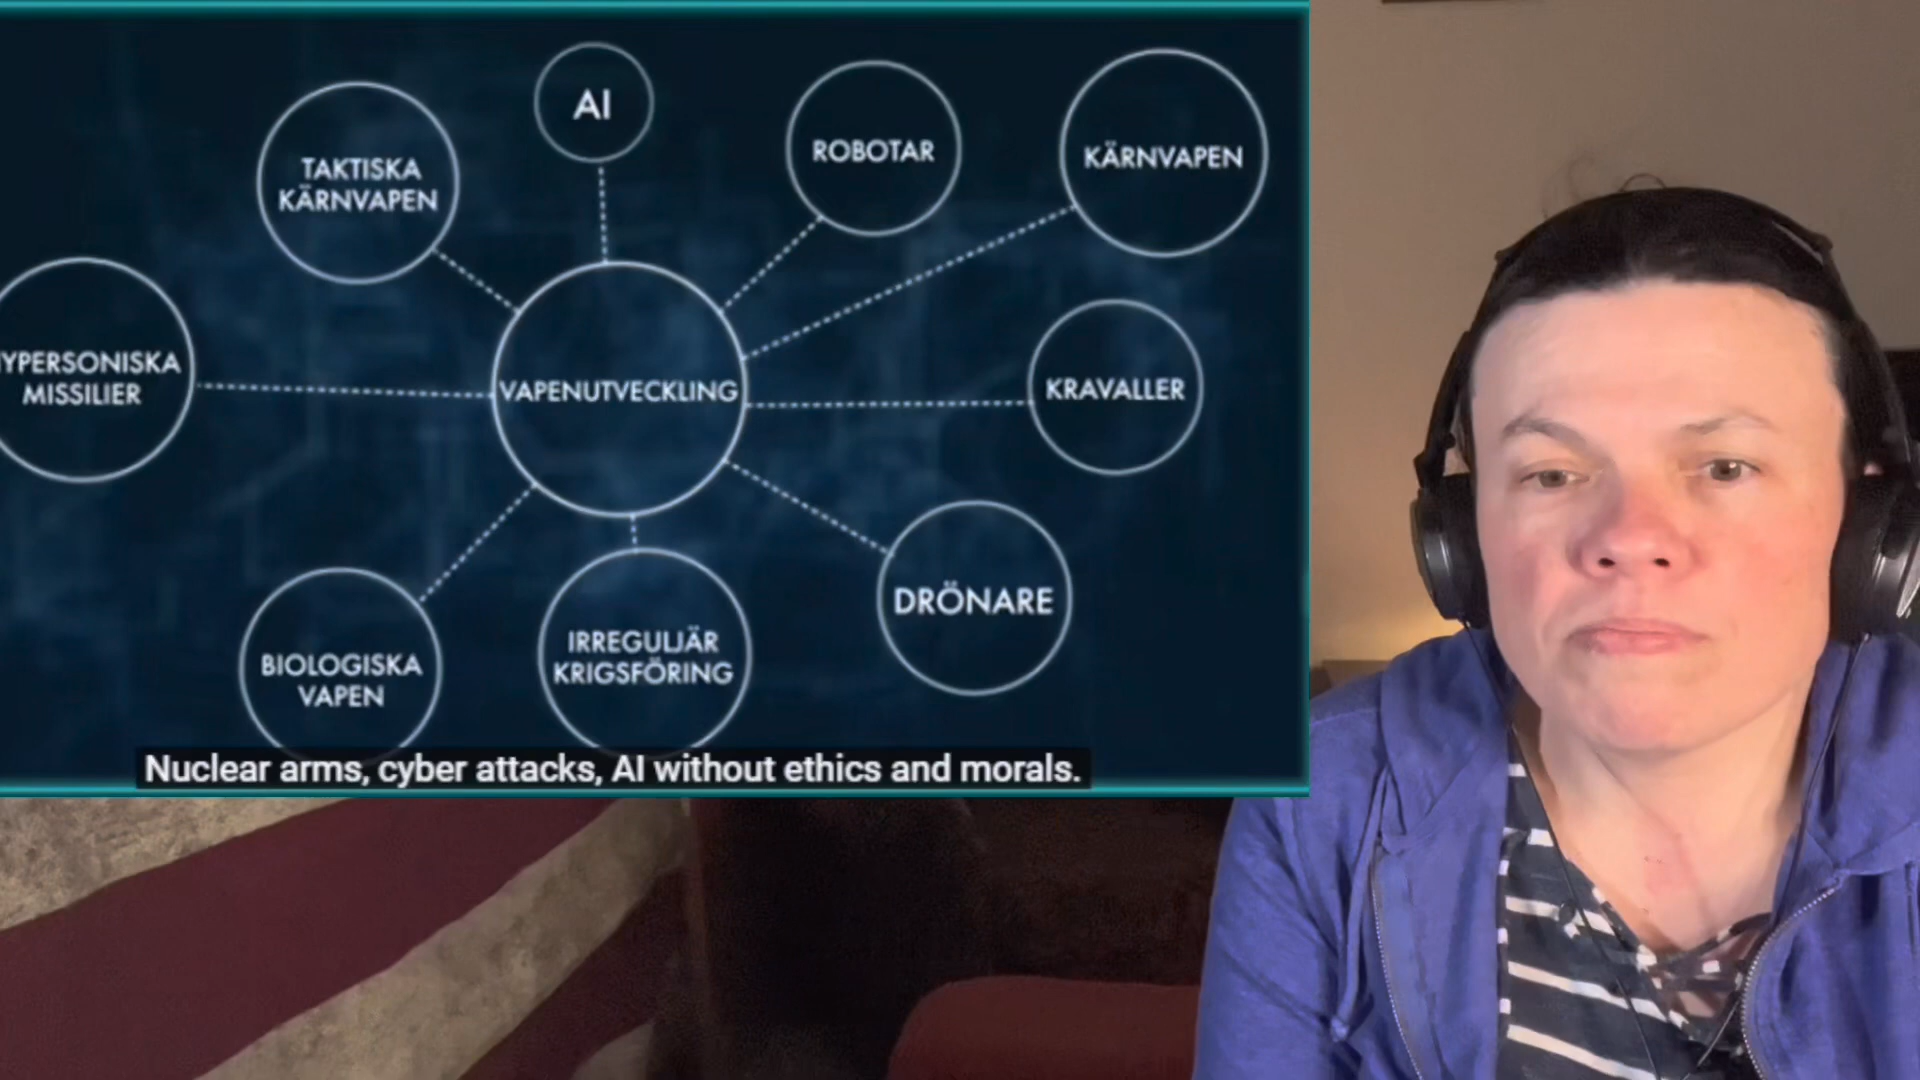 AI
TAKTISKA
KÄRNVAPEN
ROBOTAR
KÄRNVAPEN
YPERSONISKA
MISSILIER
VAPENUTVECKLING
KRAVALLER
DRÖNARE
BIOLOGISKA
VAPEN
IRREGULJÄR
KRIGSFÖRING
Nuclear arms, cyber attacks, AI without ethics and morals.